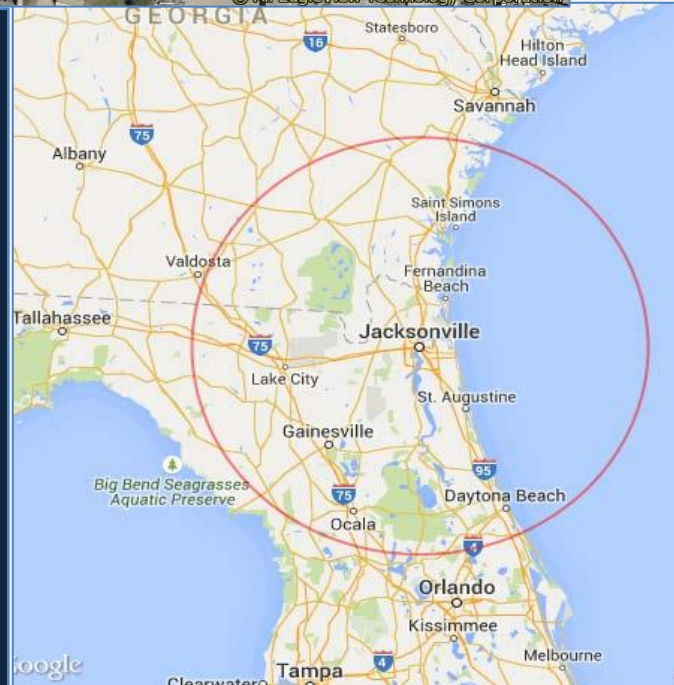 GEORGIA
Statesboro
16
Hilton
Head Island
Savannah
75
Albany
Saint Simons
Island
Valdosta
Fernandina
Beach
Tallahassee
Jacksonville
75
Lake City
St. Augustine
Gainesville
95
Big Bend Seagrasses
Aquatic Preserve
75
Daytona Beach
Ocala
4
Orlando
Kissimmee
Melbourne
4
Tampa
Clearwater